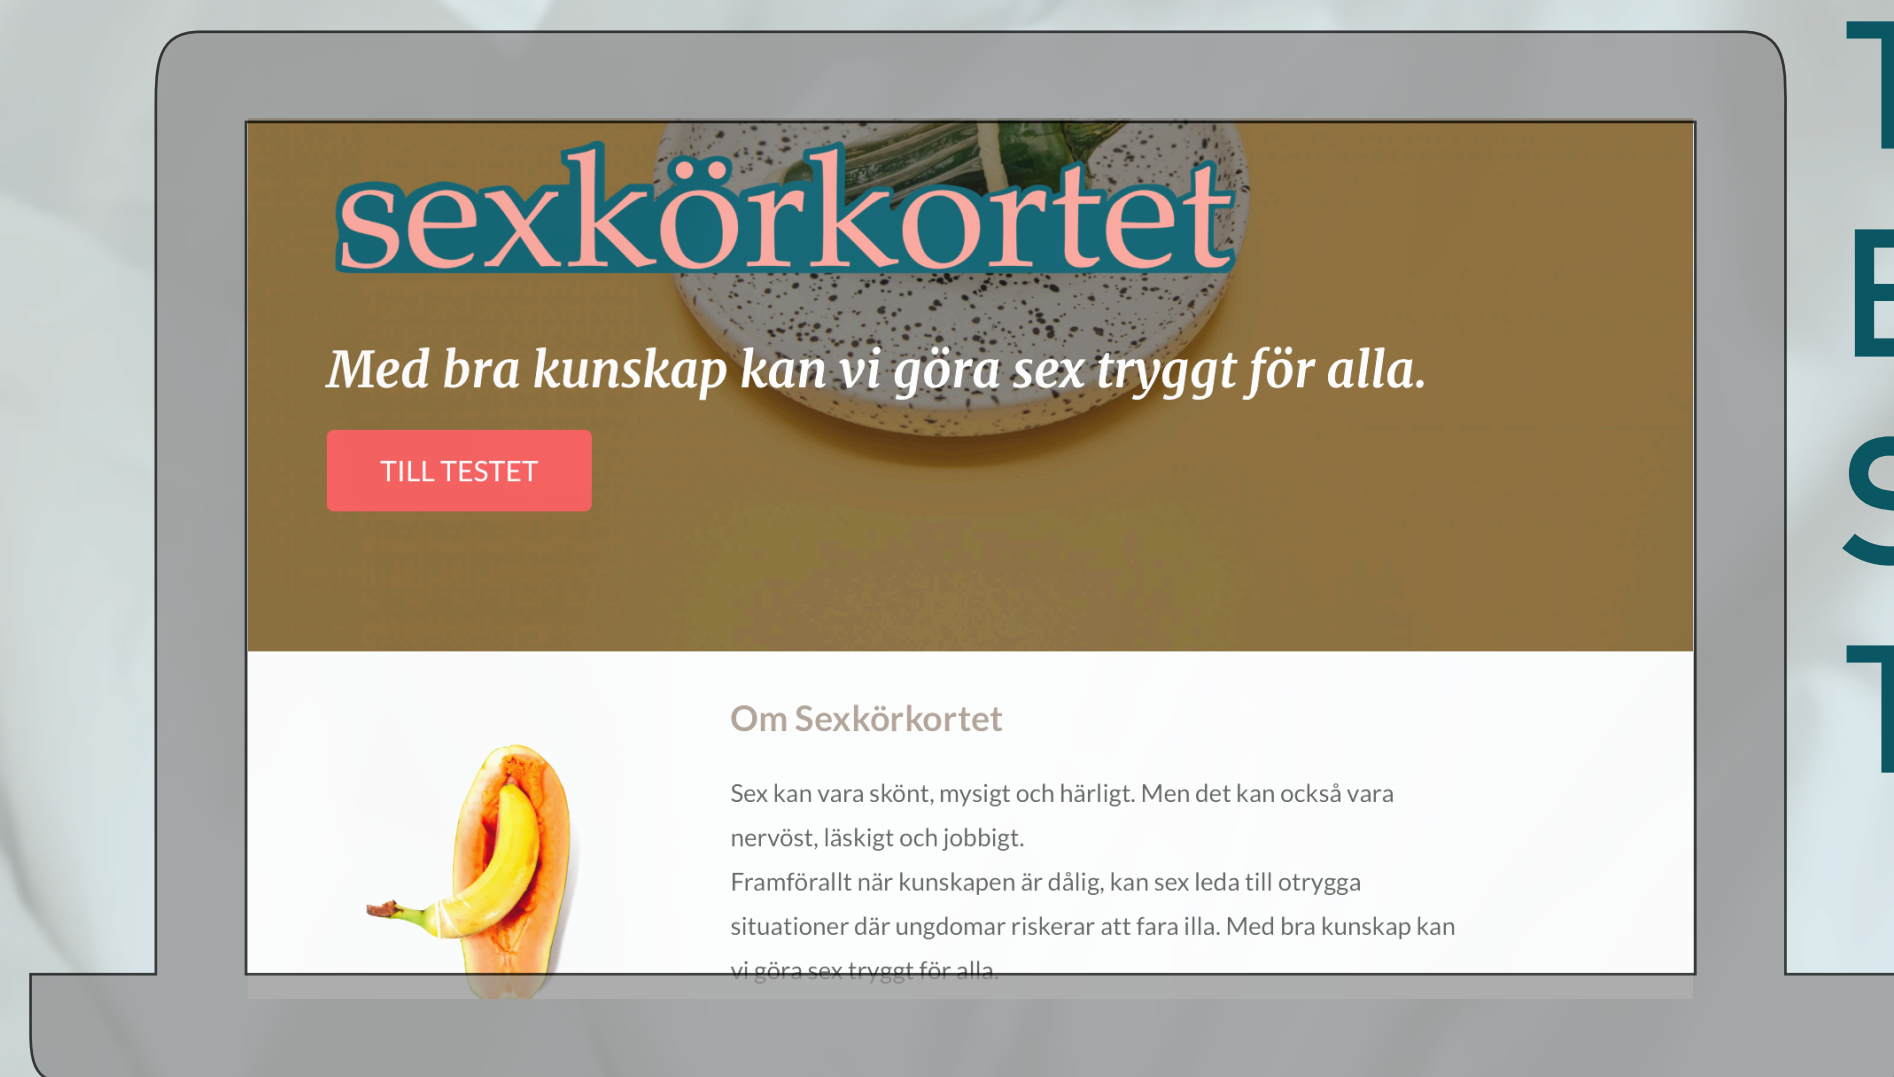 sexkörkortet
Med bra kunskap kan vi göra sex tryggt för alla.
TILL TESTET
Om Sexkörkortet
Sex kan vara skönt, mysigt och härligt. Men det kan också vara
nervöst, läskigt och jobbigt.
Framförallt när kunskapen är dålig, kan sex leda till otrygga
situationer där ungdomar riskerar att fara illa. Med bra kunskap kan
vi göra sex tryggt för alla.
T
E
S
T